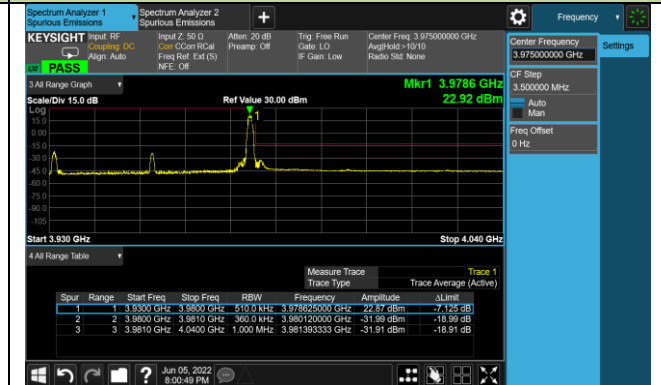 Spectrum Analyzer 1
Spurious Emissions
Spectrum Analyzer 2
Spurious Emissions
+
Frequency
KEYSIGHT
Input: RF
Coupling: DC
Align: Auto
Input Z: 50 Ω
Corr CCorr RCal
Freq Ref: Ext (S)
NFE: Off
Atten: 20 dB
Preamp: Off
Trig: Free Run
Gate: LO
IF Gain: Low
Center Freq: 3.975000000 GHz
Avg|Hold:>10/10
Radio Std: None
PASS
3 All Range Graph
Scale/Div 15.0 dB
Ref Value 30.00 dBm
Mkr1 3.9786 GHz
22.92 dBm
Log
15.0
0.00
-15.0
-30.0
-45.0
-60.0
-75.0
-90.0
-105
1
Start 3.930 GHz
Stop 4.040 GHz
4 All Range Table
Measure Trace Trace 1
Trace Type Trace Average (Active)
Spur Range Start Freq Stop Freq RBW Frequency Amplitude ΔLimit
1 1 3.9300 GHz 3.9800 GHz 510.0 kHz 3.978625000 GHz 22.87 dBm -7.125 dB
2 2 3.9800 GHz 3.9810 GHz 360.0 kHz 3.980120000 GHz -31.99 dBm -18.99 dB
3 3 3.9810 GHz 4.0400 GHz 1.000 MHz 3.981393333 GHz -31.91 dBm -18.91 dB
Jun 05, 2022
8:00:49 PM
Center Frequency
3.975000000 GHz
Settings
CF Step
3.500000 MHz
Auto
Man
Freq Offset
0 Hz